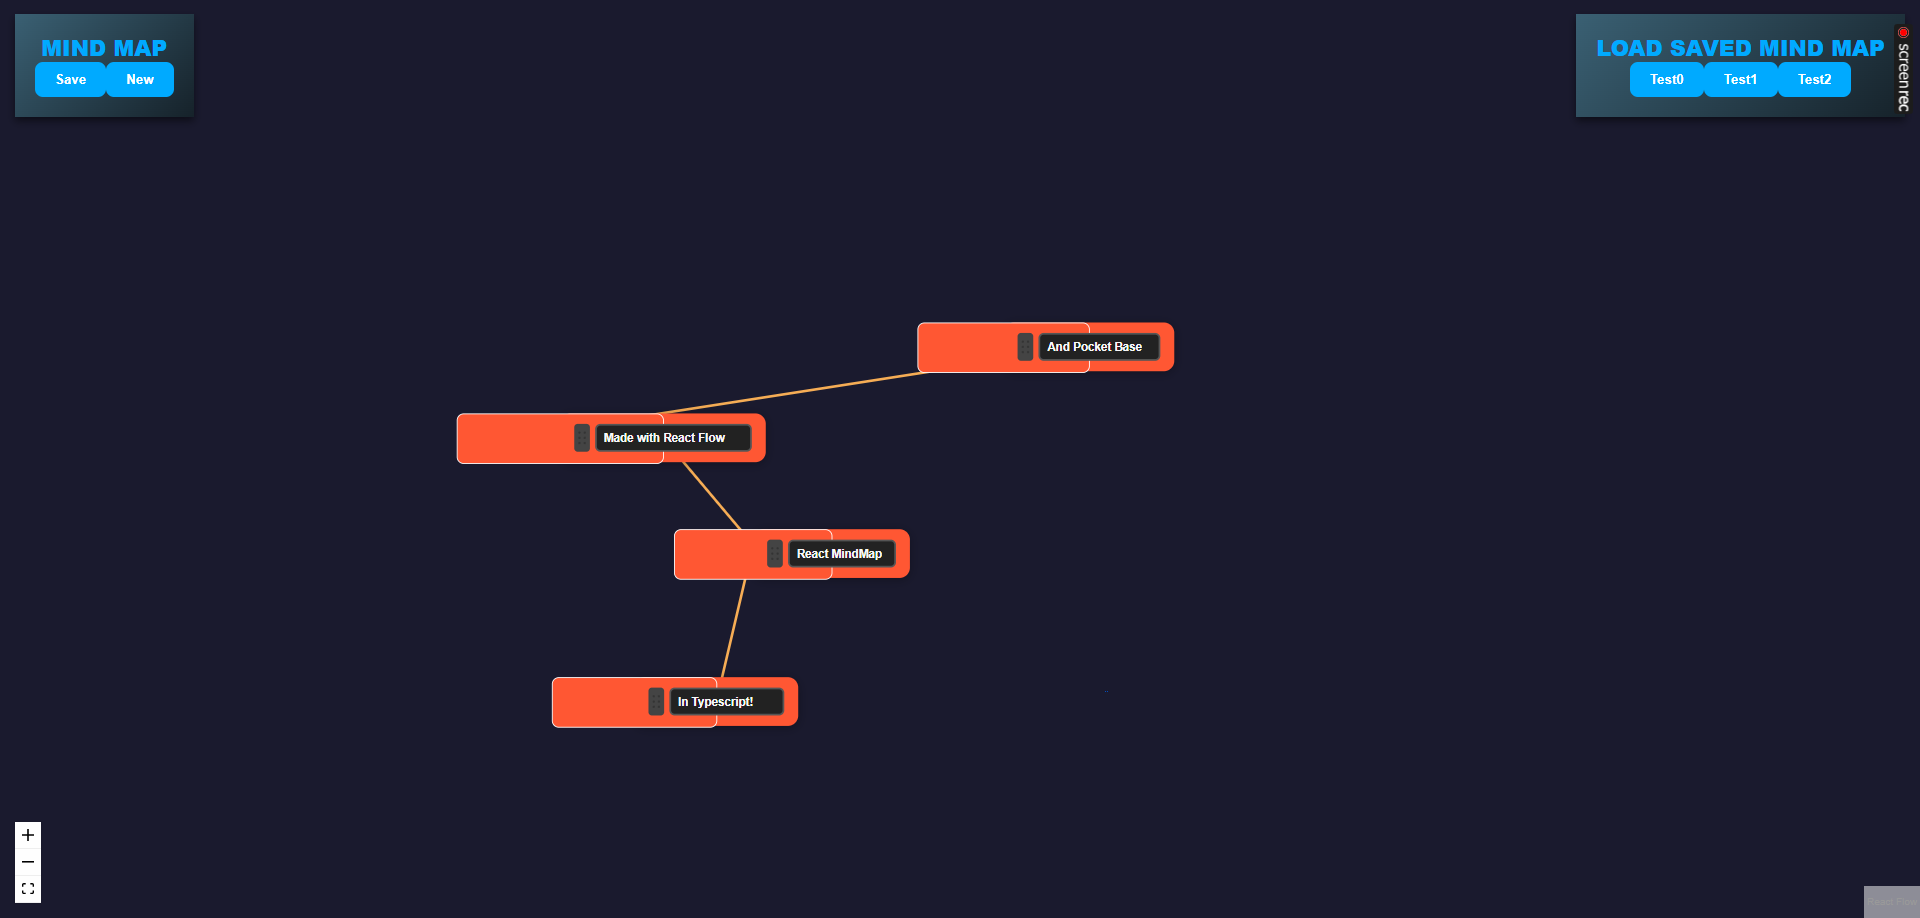 MIND MAP
Save New
LOAD SAVED MIND MAP
Test0 Test1 Test2
screenrec
And Pocket Base
Made with React Flow
React MindMap
In Typescript!
React Flow